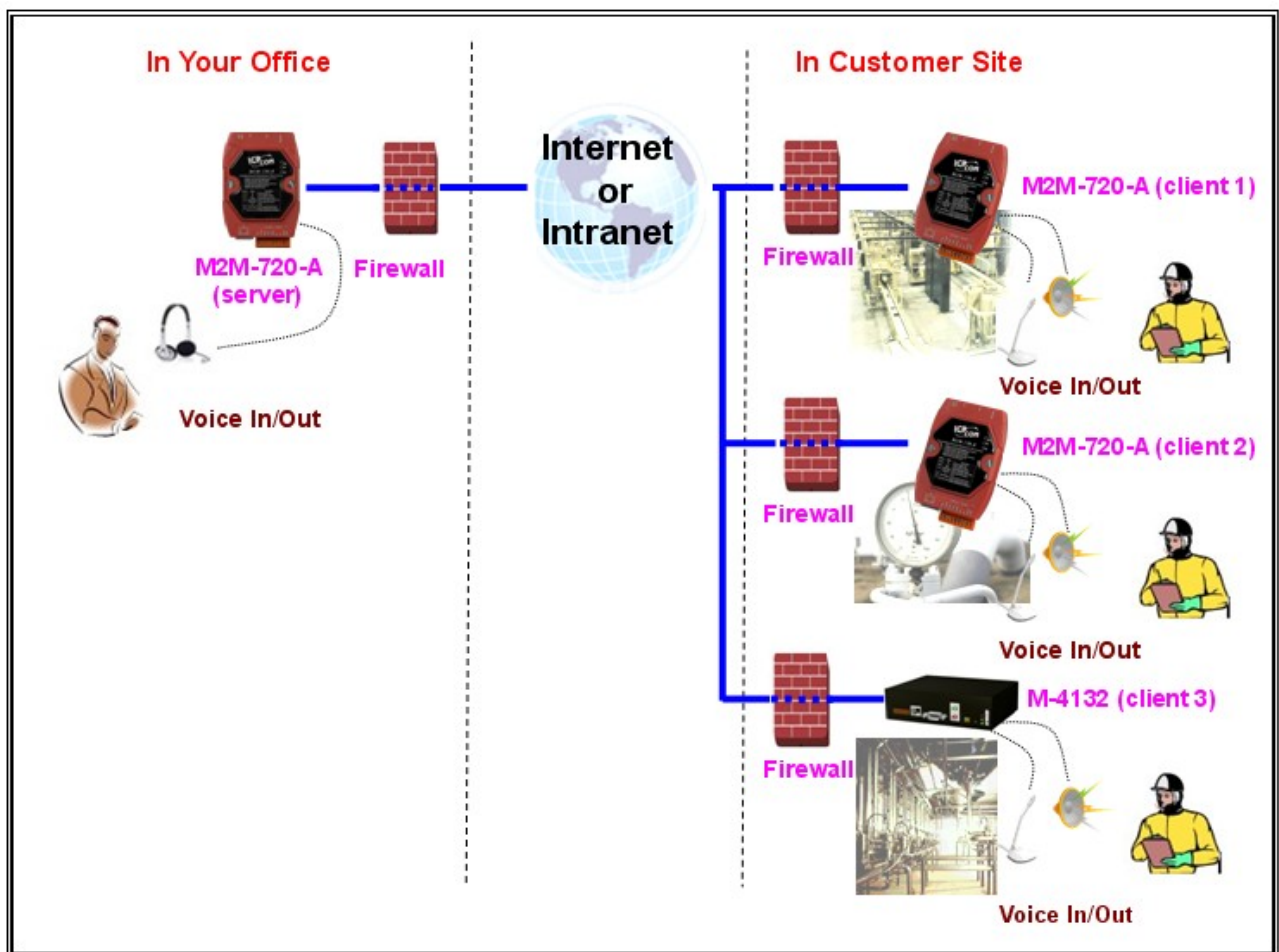 In Your Office
In Customer Site
Internet
or
Intranet
M2M-720-A
(server)
Firewall
Voice In/Out
M2M-720-A (client 1)
Firewall
Voice In/Out
M2M-720-A (client 2)
Firewall
Voice In/Out
M-4132 (client 3)
Firewall
Voice In/Out